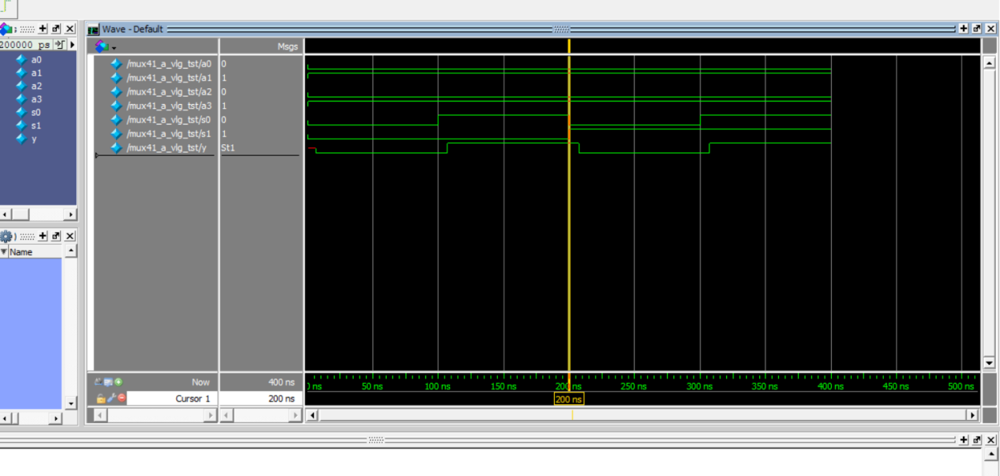 Wave - Default
200000 ps
Msgs
a0
a1
a2
a3
s0
s1
y
/mux41_a_vlg_tst/a0 0
/mux41_a_vlg_tst/a1 1
/mux41_a_vlg_tst/a2 0
/mux41_a_vlg_tst/a3 1
/mux41_a_vlg_tst/s0 0
/mux41_a_vlg_tst/s1 1
/mux41_a_vlg_tst/y St1
Name
Now 400 ns
ns 50 ns 100 ns 150 ns 200 ns 250 ns 300 ns 350 ns 400 ns 450 ns 500 ns
Cursor 1 200 ns
200 ns